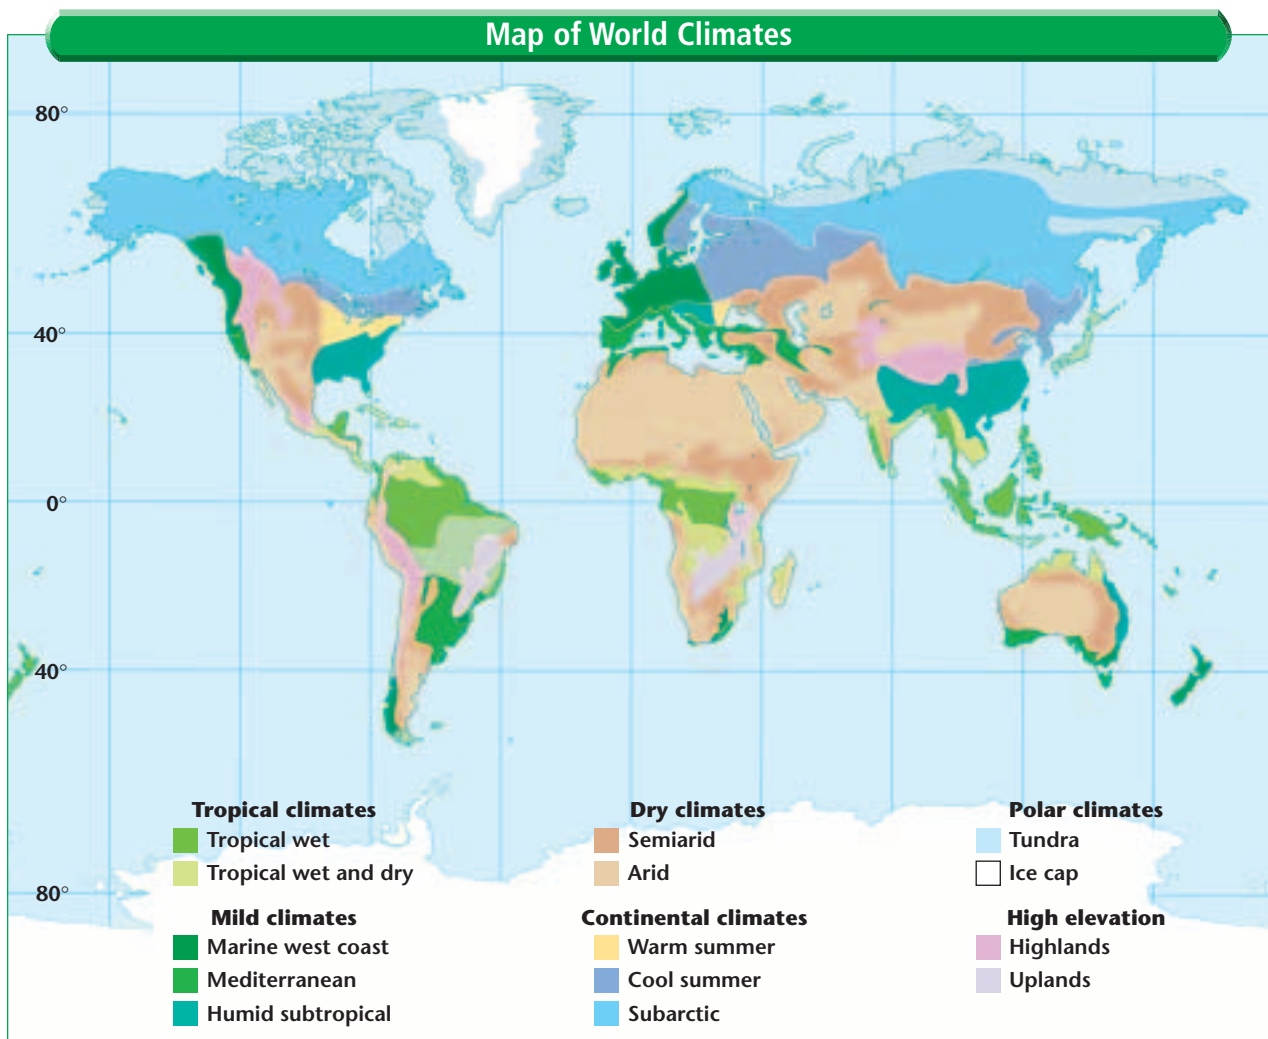 Map of World Climates
80°
40°
0°
40°
80°
Tropical climates
Tropical wet
Tropical wet and dry
Mild climates
Marine west coast
Mediterranean
Humid subtropical
Dry climates
Semiarid
Arid
Continental climates
Warm summer
Cool summer
Subarctic
Polar climates
Tundra
Ice cap
High elevation
Highlands
Uplands